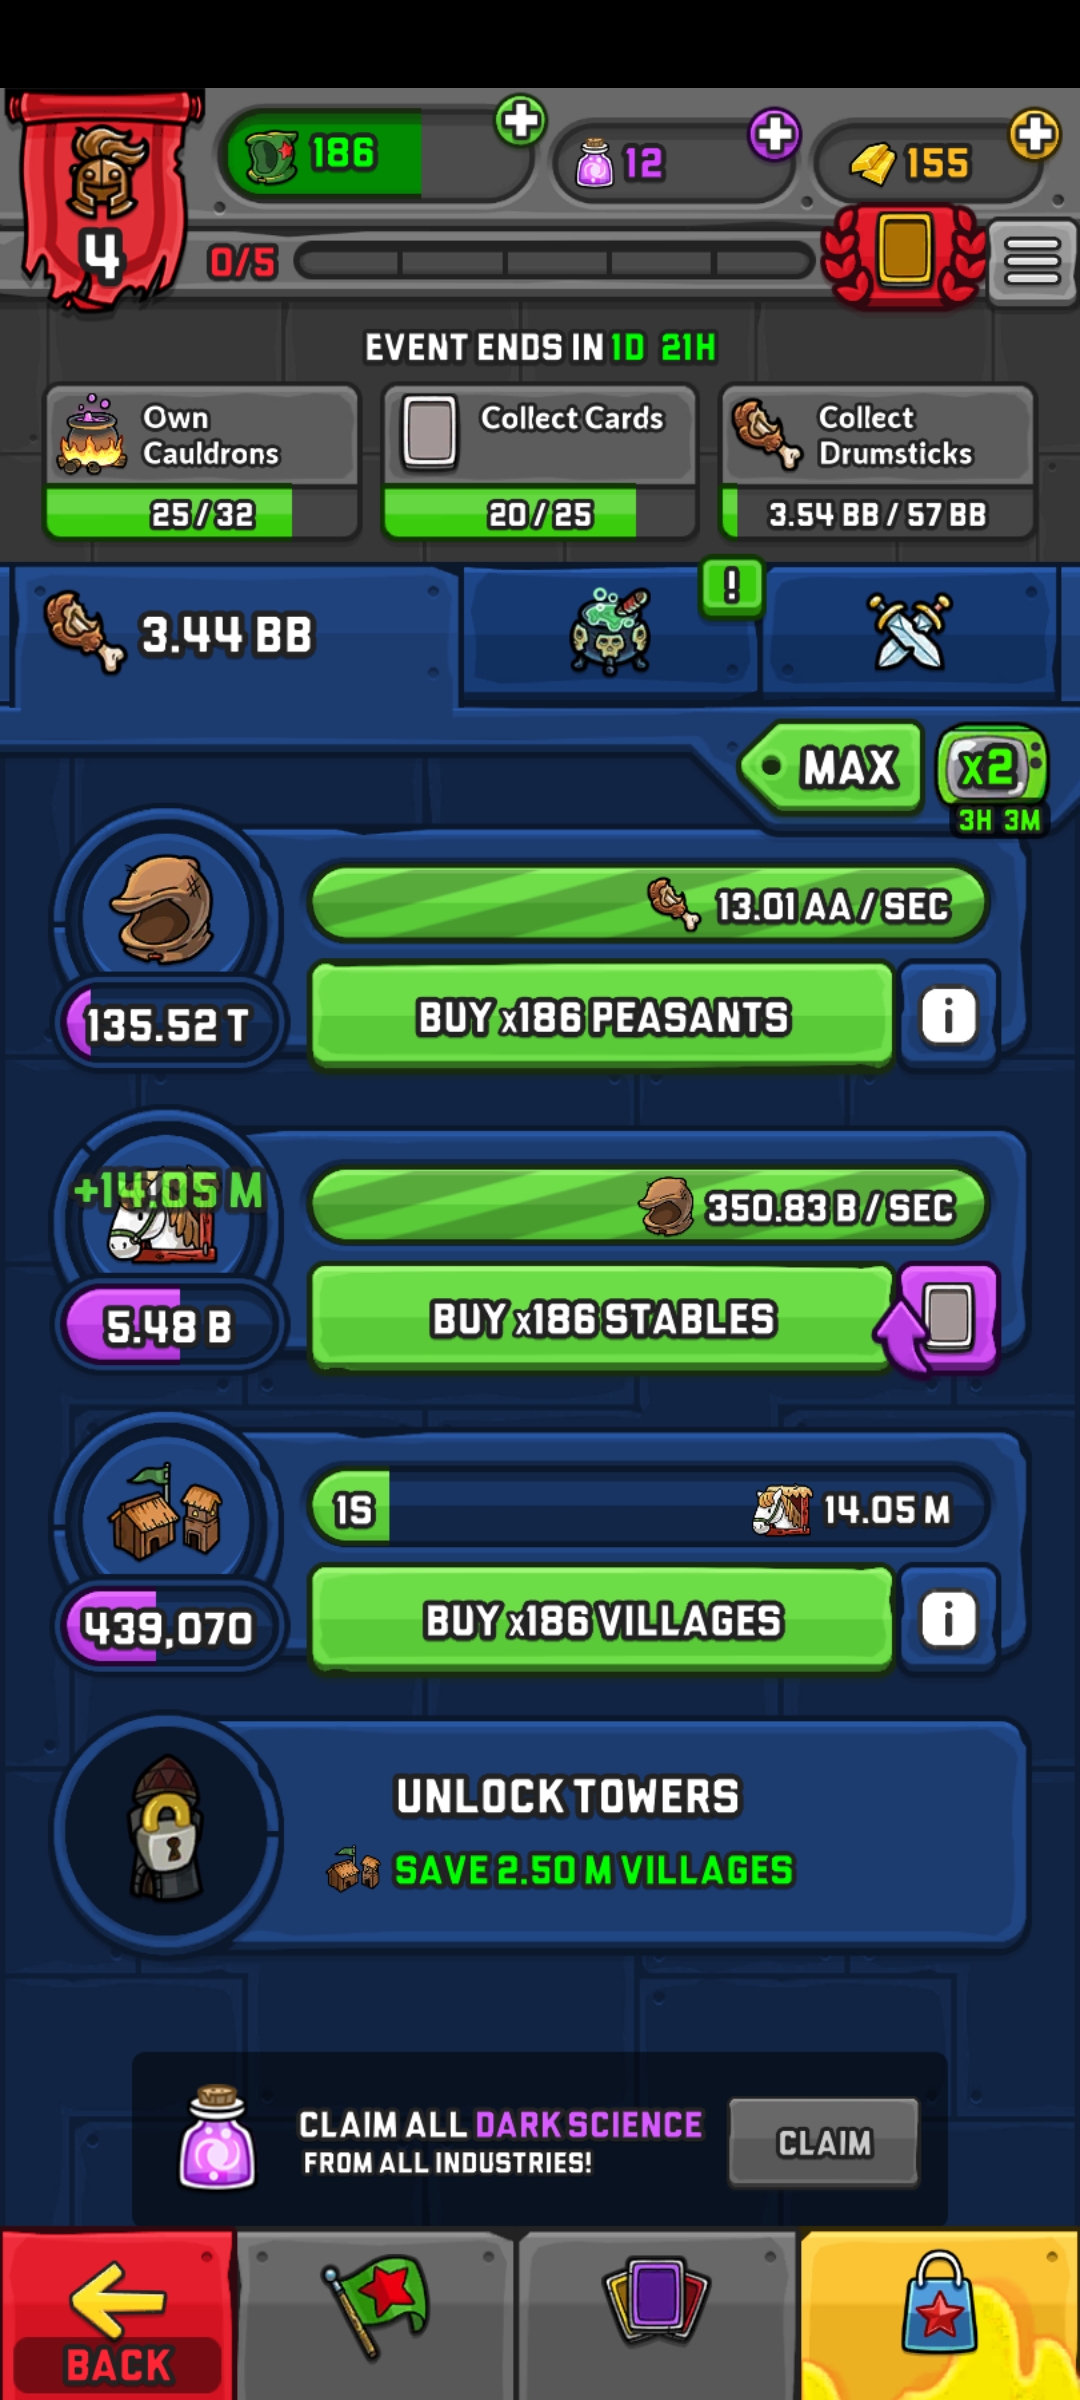 186
12
155
4
0/5
EVENT ENDS IN 1D 21H
Own Cauldrons
25/32
Collect Cards
20/25
Collect Drumsticks
3.54 BB / 57 BB
3.44 BB
!
MAX
x2
3H 3M
13.01 AA / SEC
135.52 T
BUY x186 PEASANTS
i
+14.05 M
350.83 B / SEC
5.48 B
BUY x186 STABLES
1S
14.05 M
439,070
BUY x186 VILLAGES
i
UNLOCK TOWERS
SAVE 2.50 M VILLAGES
CLAIM ALL DARK SCIENCE
FROM ALL INDUSTRIES!
CLAIM
BACK